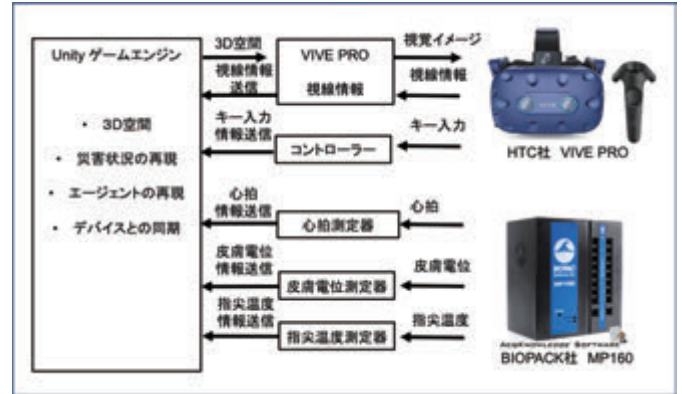 Unity ゲームエンジン
・ 3D空間
・ 災害状況の再現
・ エージェントの再現
・ デバイスとの同期
3D空間
視線情報
送信
キー入力
情報送信
心拍
情報送信
皮膚電位
情報送信
指尖温度
情報送信
VIVE PRO
視線情報
コントローラー
心拍測定器
皮膚電位測定器
指尖温度測定器
視覚イメージ
視線情報
キー入力
心拍
皮膚電位
指尖温度
VIVE
HTC社 VIVE PRO
BIOPAC
ACQKNOWLEDGE SOFTWARE
BIOPACK社 MP160